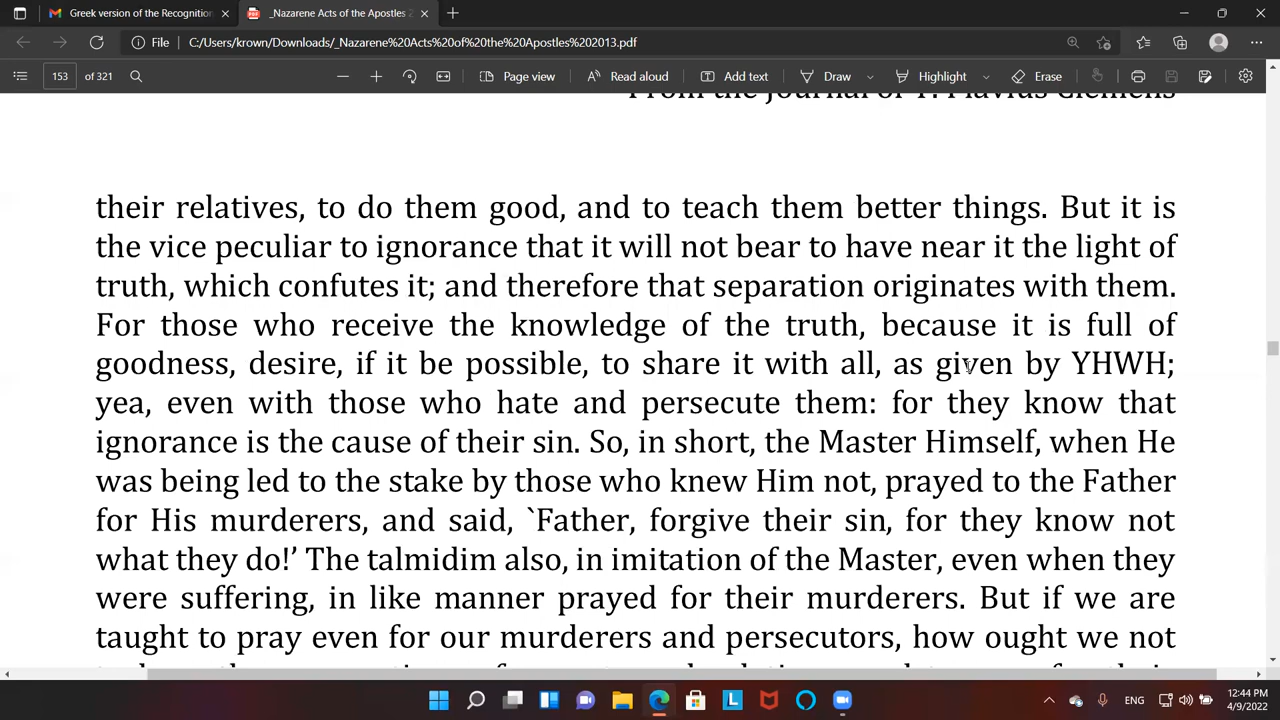 Greek version of the Recognition
_Nazarene Acts of the Apostles 2
File
C:/Users/krown/Downloads/_Nazarene%20Acts%20of%20the%20Apostles%202013.pdf
153 of 321
Page view
Read aloud
Add text
Draw
Highlight
Erase
From the Journal of T. Flavius Clemens
their relatives, to do them good, and to teach them better things. But it is
the vice peculiar to ignorance that it will not bear to have near it the light of
truth, which confutes it; and therefore that separation originates with them.
For those who receive the knowledge of the truth, because it is full of
goodness, desire, if it be possible, to share it with all, as given by YHWH;
yea, even with those who hate and persecute them: for they know that
ignorance is the cause of their sin. So, in short, the Master Himself, when He
was being led to the stake by those who knew Him not, prayed to the Father
for His murderers, and said, `Father, forgive their sin, for they know not
what they do!’ The talmidim also, in imitation of the Master, even when they
were suffering, in like manner prayed for their murderers. But if we are
taught to pray even for our murderers and persecutors, how ought we not
ENG
12:44 PM
4/9/2022